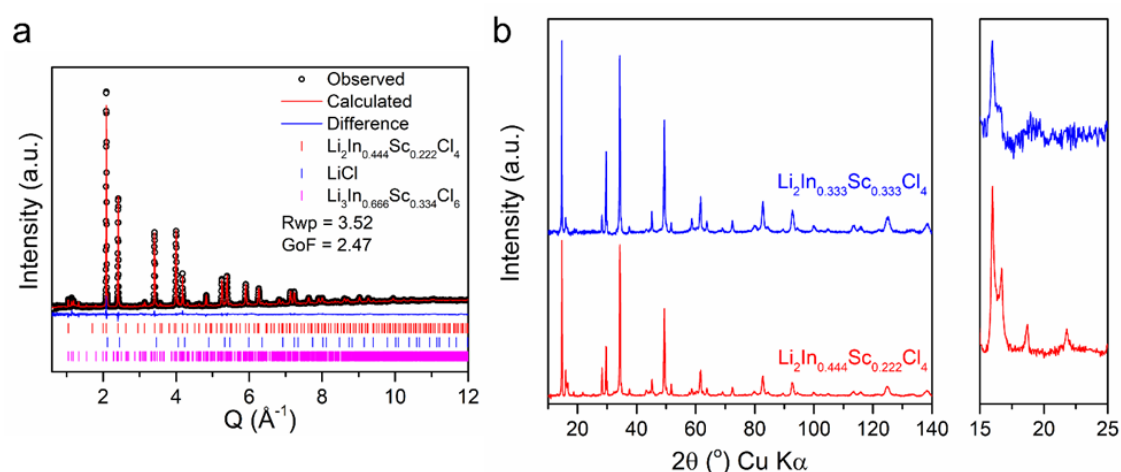 a
Intensity (a.u.)
Observed
Calculated
Difference
Li₂In₀.₄₄₄Sc₀.₂₂₂Cl₄
LiCl
Li₃In₀.₆₆₆Sc₀.₃₃₄Cl₆
Rwp = 3.52
GoF = 2.47
2 4 6 8 10 12
Q (Å⁻¹)
b
Intensity (a.u.)
Li₂In₀.₃₃₃Sc₀.₃₃₃Cl₄
Li₂In₀.₄₄₄Sc₀.₂₂₂Cl₄
20 40 60 80 100 120 140
15 20 25
2θ (°) Cu Kα